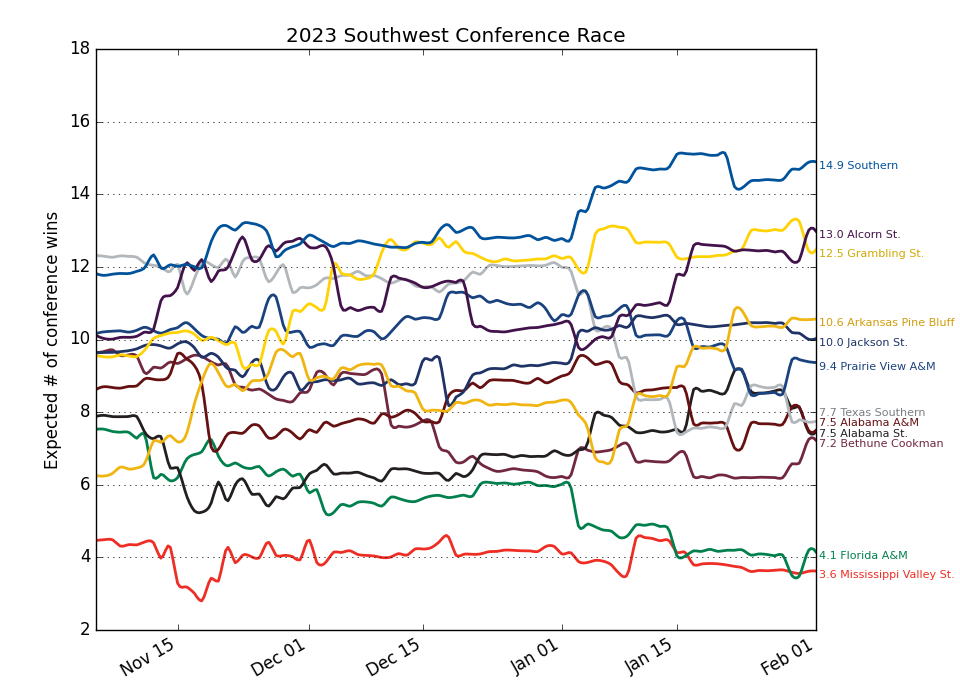 2023 Southwest Conference Race
Expected # of conference wins
18
16
14
12
10
8
6
4
2
Nov 15
Dec 01
Dec 15
Jan 01
Jan 15
Feb 01
14.9 Southern
13.0 Alcorn St.
12.5 Grambling St.
10.6 Arkansas Pine Bluff
10.0 Jackson St.
9.4 Prairie View A&M
7.7 Texas Southern
7.5 Alabama A&M
7.5 Alabama St.
7.2 Bethune Cookman
4.1 Florida A&M
3.6 Mississippi Valley St.